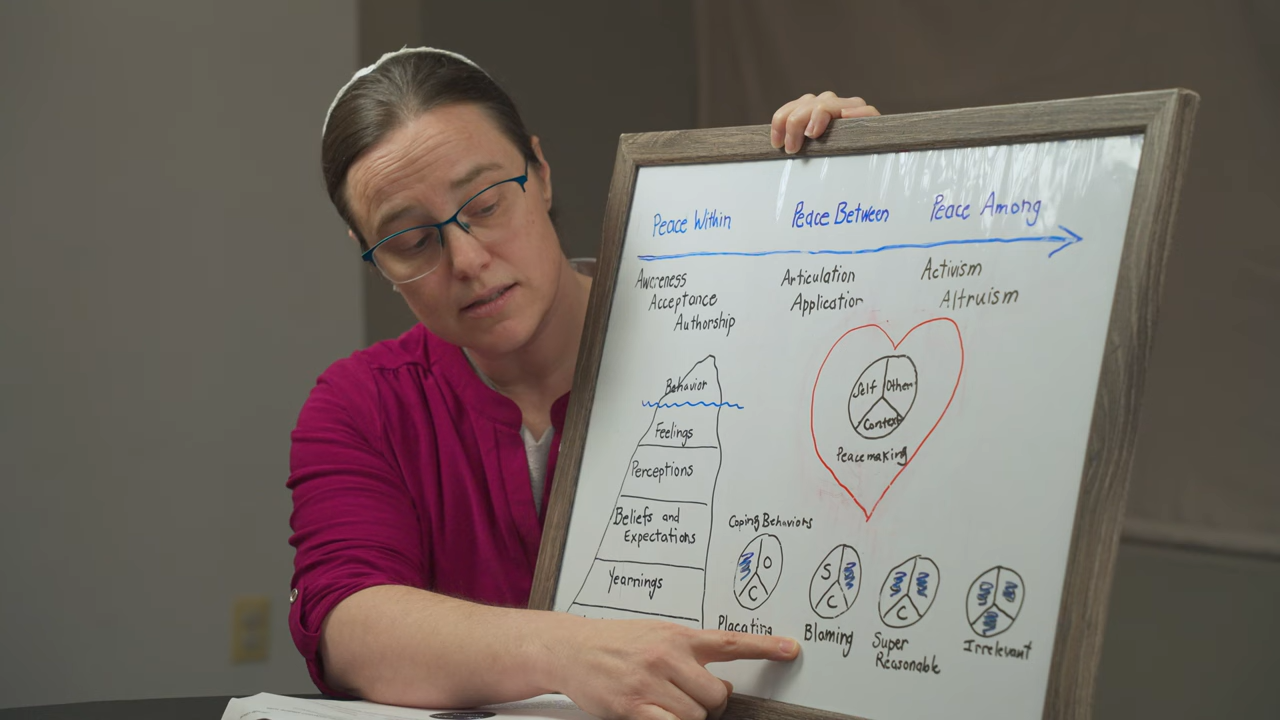 Peace Within
Peace Between
Peace Among
Awareness
Acceptance
Authorship
Articulation
Application
Activism
Altruism
Behavior
Feelings
Perceptions
Beliefs and
Expectations
Yearnings
Self
Other
Context
Peacemaking
Coping Behaviors
O
C
Placating
S
C
Blaming
C
Super
Reasonable
Irrelevant